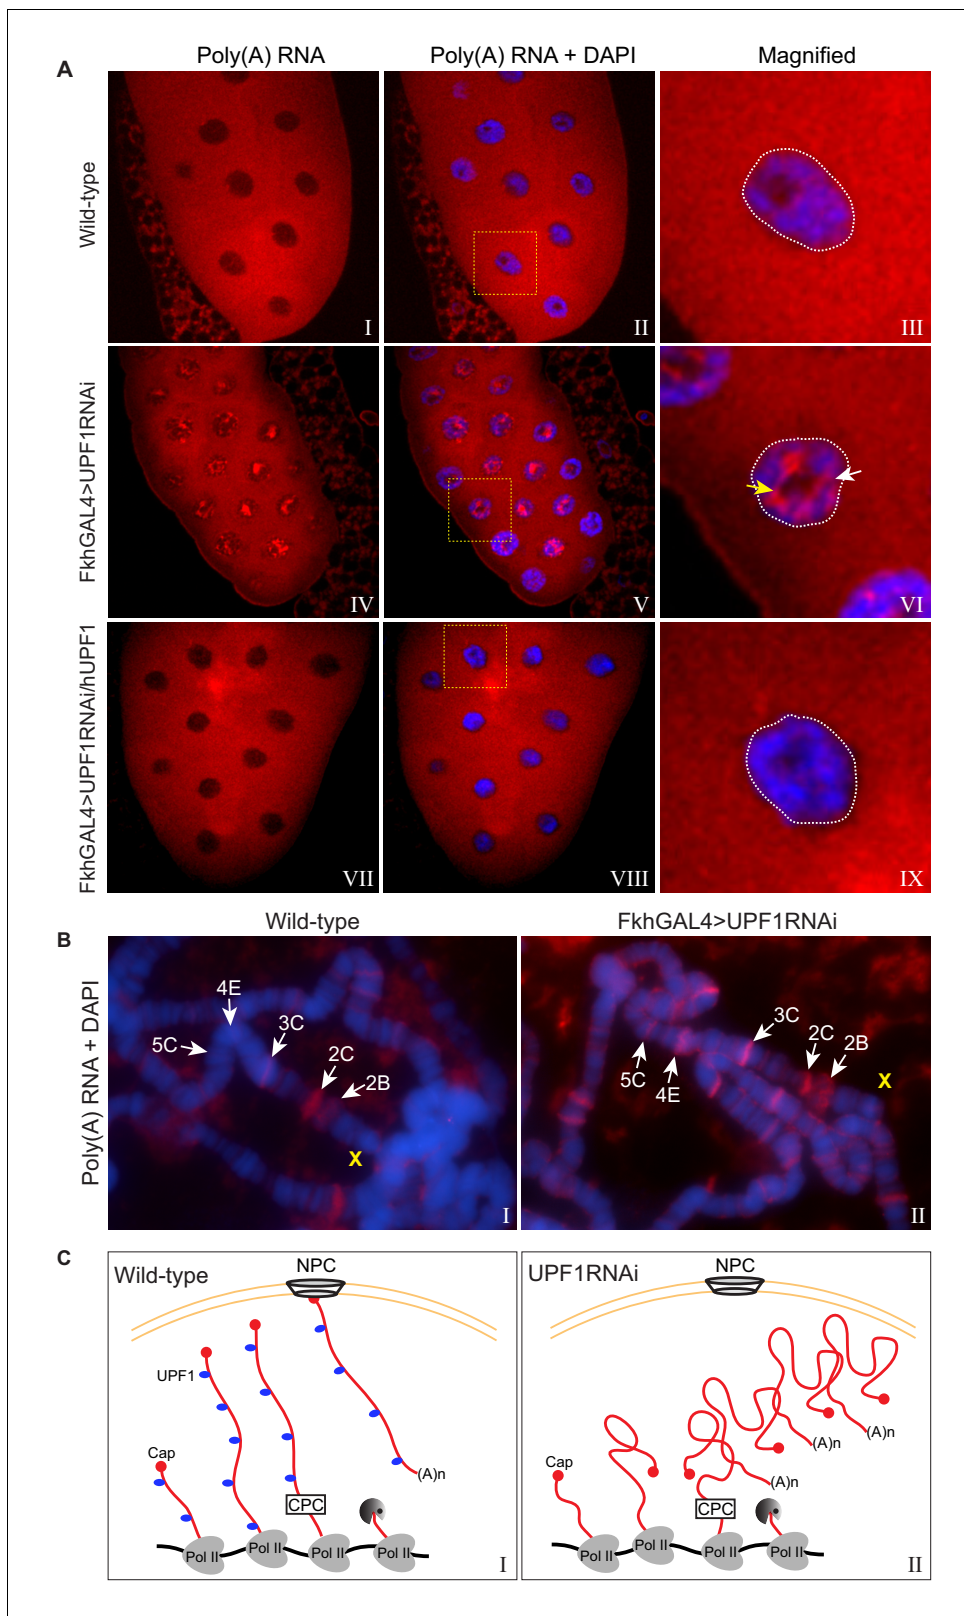 Poly(A) RNA
Poly(A) RNA + DAPI
Magnified
A
Wild-type
I
II
III
FkhGAL4>UPF1RNAi
IV
V
VI
FkhGAL4>UPF1RNAi/hUPF1
VII
VIII
IX
B
Wild-type
FkhGAL4>UPF1RNAi
Poly(A) RNA + DAPI
4E
5C
3C
2C
2B
X
I
3C
2C
2B
5C
4E
X
II
C
Wild-type
NPC
UPF1
Cap
(A)n
CPC
Pol II
Pol II
Pol II
Pol II
I
UPF1RNAi
NPC
(A)n
(A)n
Cap
(A)n
CPC
Pol II
Pol II
Pol II
Pol II
II